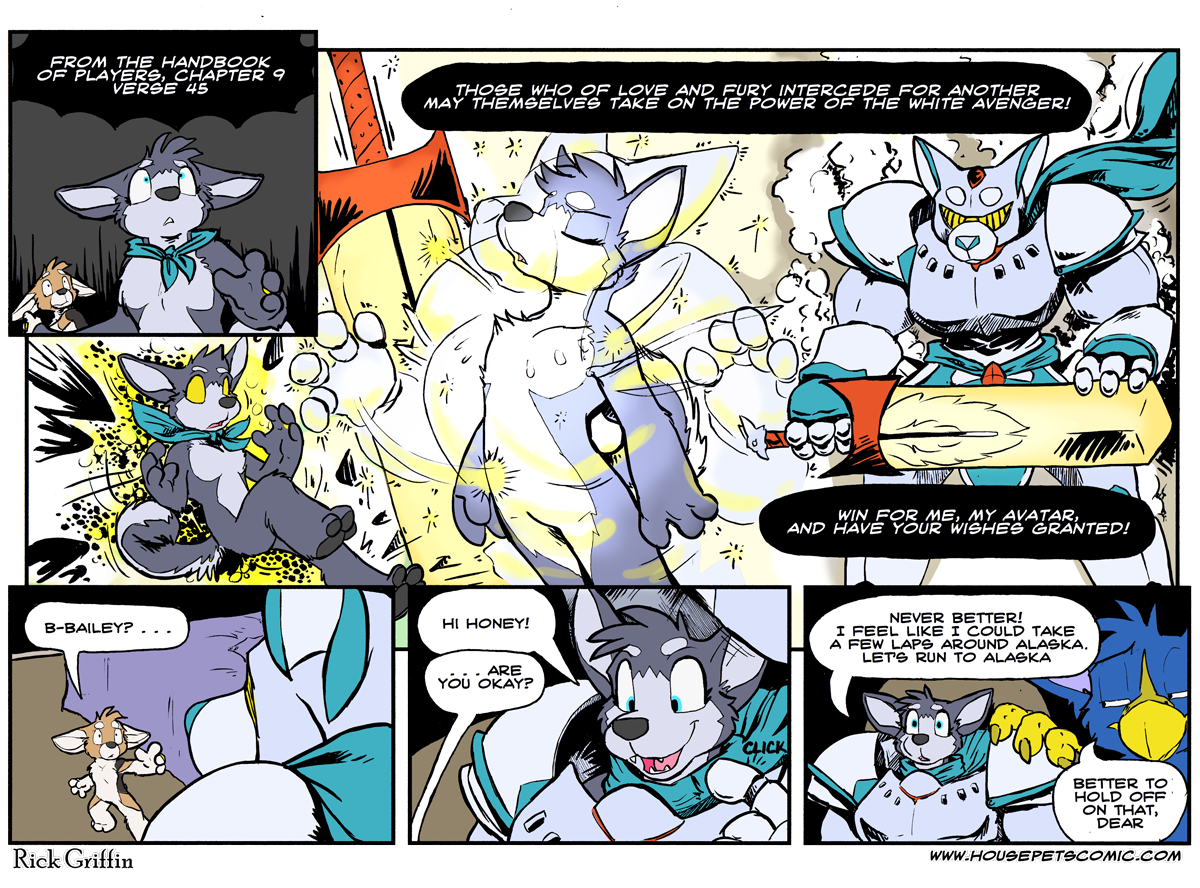 FROM THE HANDBOOK
OF PLAYERS, CHAPTER 9
VERSE 45
THOSE WHO OF LOVE AND FURY INTERCEDE FOR ANOTHER
MAY THEMSELVES TAKE ON THE POWER OF THE WHITE AVENGER!
WIN FOR ME, MY AVATAR,
AND HAVE YOUR WISHES GRANTED!
B-BAILEY? . . .
HI HONEY!
. . . ARE
YOU OKAY?
CLICK
NEVER BETTER!
I FEEL LIKE I COULD TAKE
A FEW LAPS AROUND ALASKA.
LET'S RUN TO ALASKA
BETTER TO
HOLD OFF
ON THAT,
DEAR
Rick Griffin
WWW.HOUSEPETSCOMIC.COM